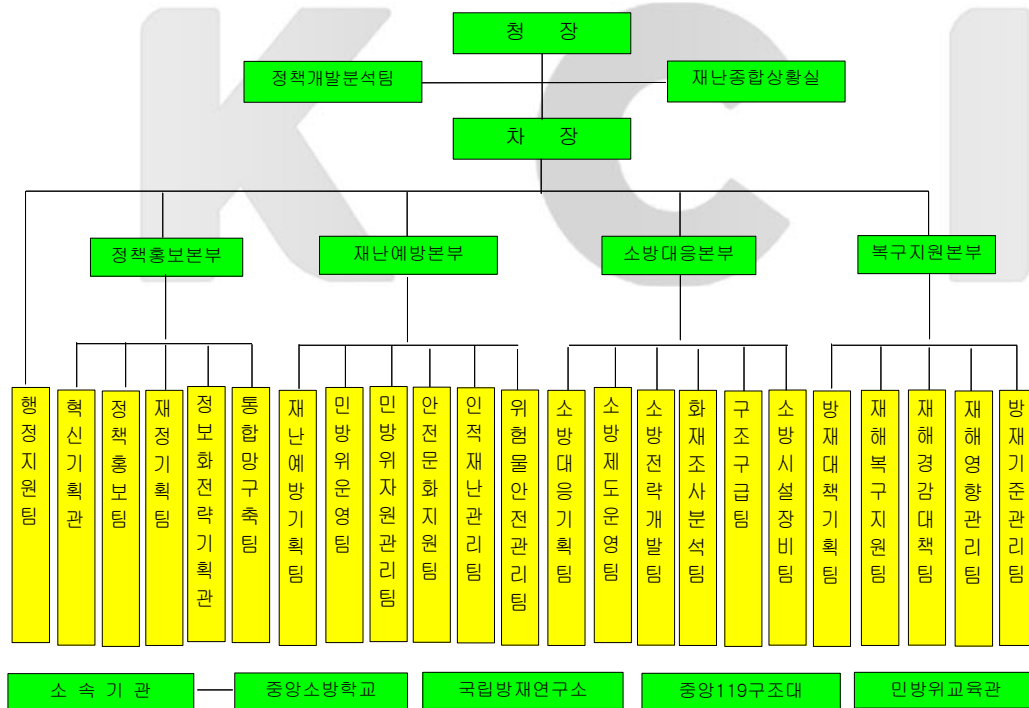 청 장
정책개발분석팀
재난종합상황실
차 장
정책홍보본부
재난예방본부
소방대응본부
복구지원본부
행정지원팀
혁신기획관
정책홍보팀
재정기획팀
정보화전략기획관
통합망구축팀
재난예방기획팀
민방위운영팀
민방위자원관리팀
안전문화지원팀
인적재난관리팀
위험물안전관리팀
소방대응기획팀
소방제도운영팀
소방전략개발팀
화재조사분석팀
구조구급팀
소방시설장비팀
방재대책기획팀
재해복구지원팀
재해경감대책팀
재해영향관리팀
방재기준관리팀
소 속 기 관
중앙소방학교
국립방재연구소
중앙119구조대
민방위교육관
K C I